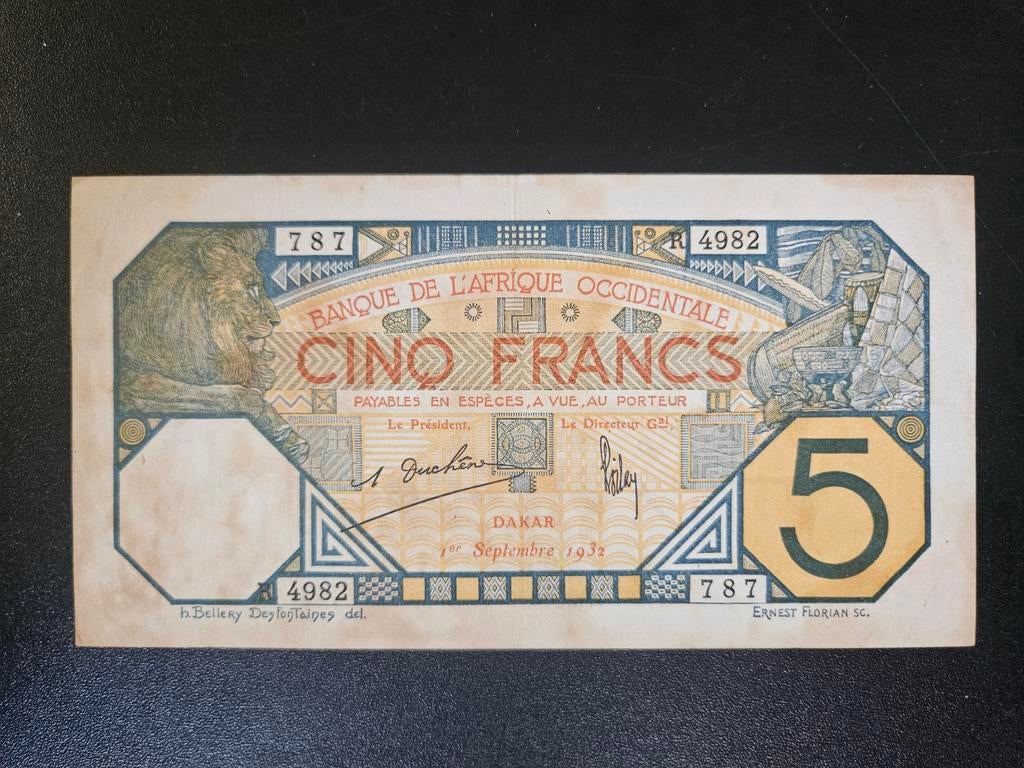 787
R 4982
BANQUE DE L'AFRIQUE OCCIDENTALE
CINQ FRANCS
PAYABLES EN ESPÈCES, A VUE, AU PORTEUR
Le Président,
Le Directeur Gal
A Duchêne
DAKAR
1er Septembre 1932
5
R 4982
787
h. Bellery Desfontaines del.
ERNEST FLORIAN SC.